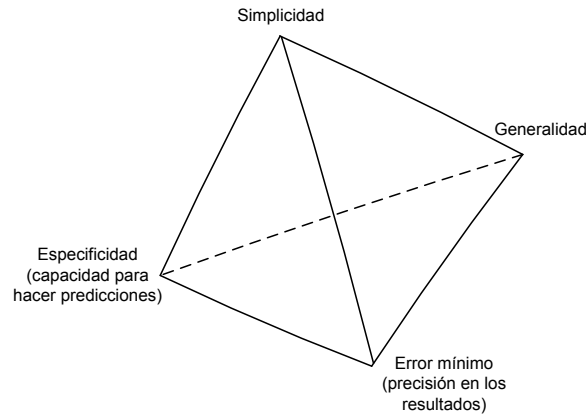 Simplicidad
Generalidad
Especificidad
(capacidad para
hacer predicciones)
Error mínimo
(precisión en los
resultados)